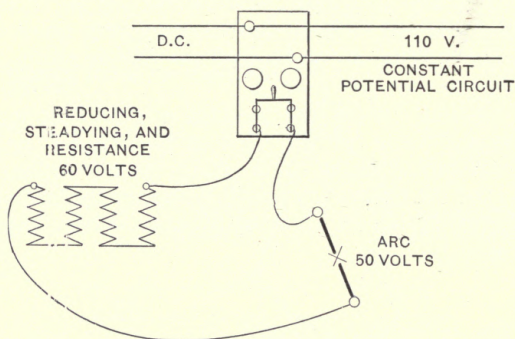 D.C.
110 V.
CONSTANT
POTENTIAL CIRCUIT
REDUCING,
STEADYING, AND
RESISTANCE
60 VOLTS
ARC
50 VOLTS